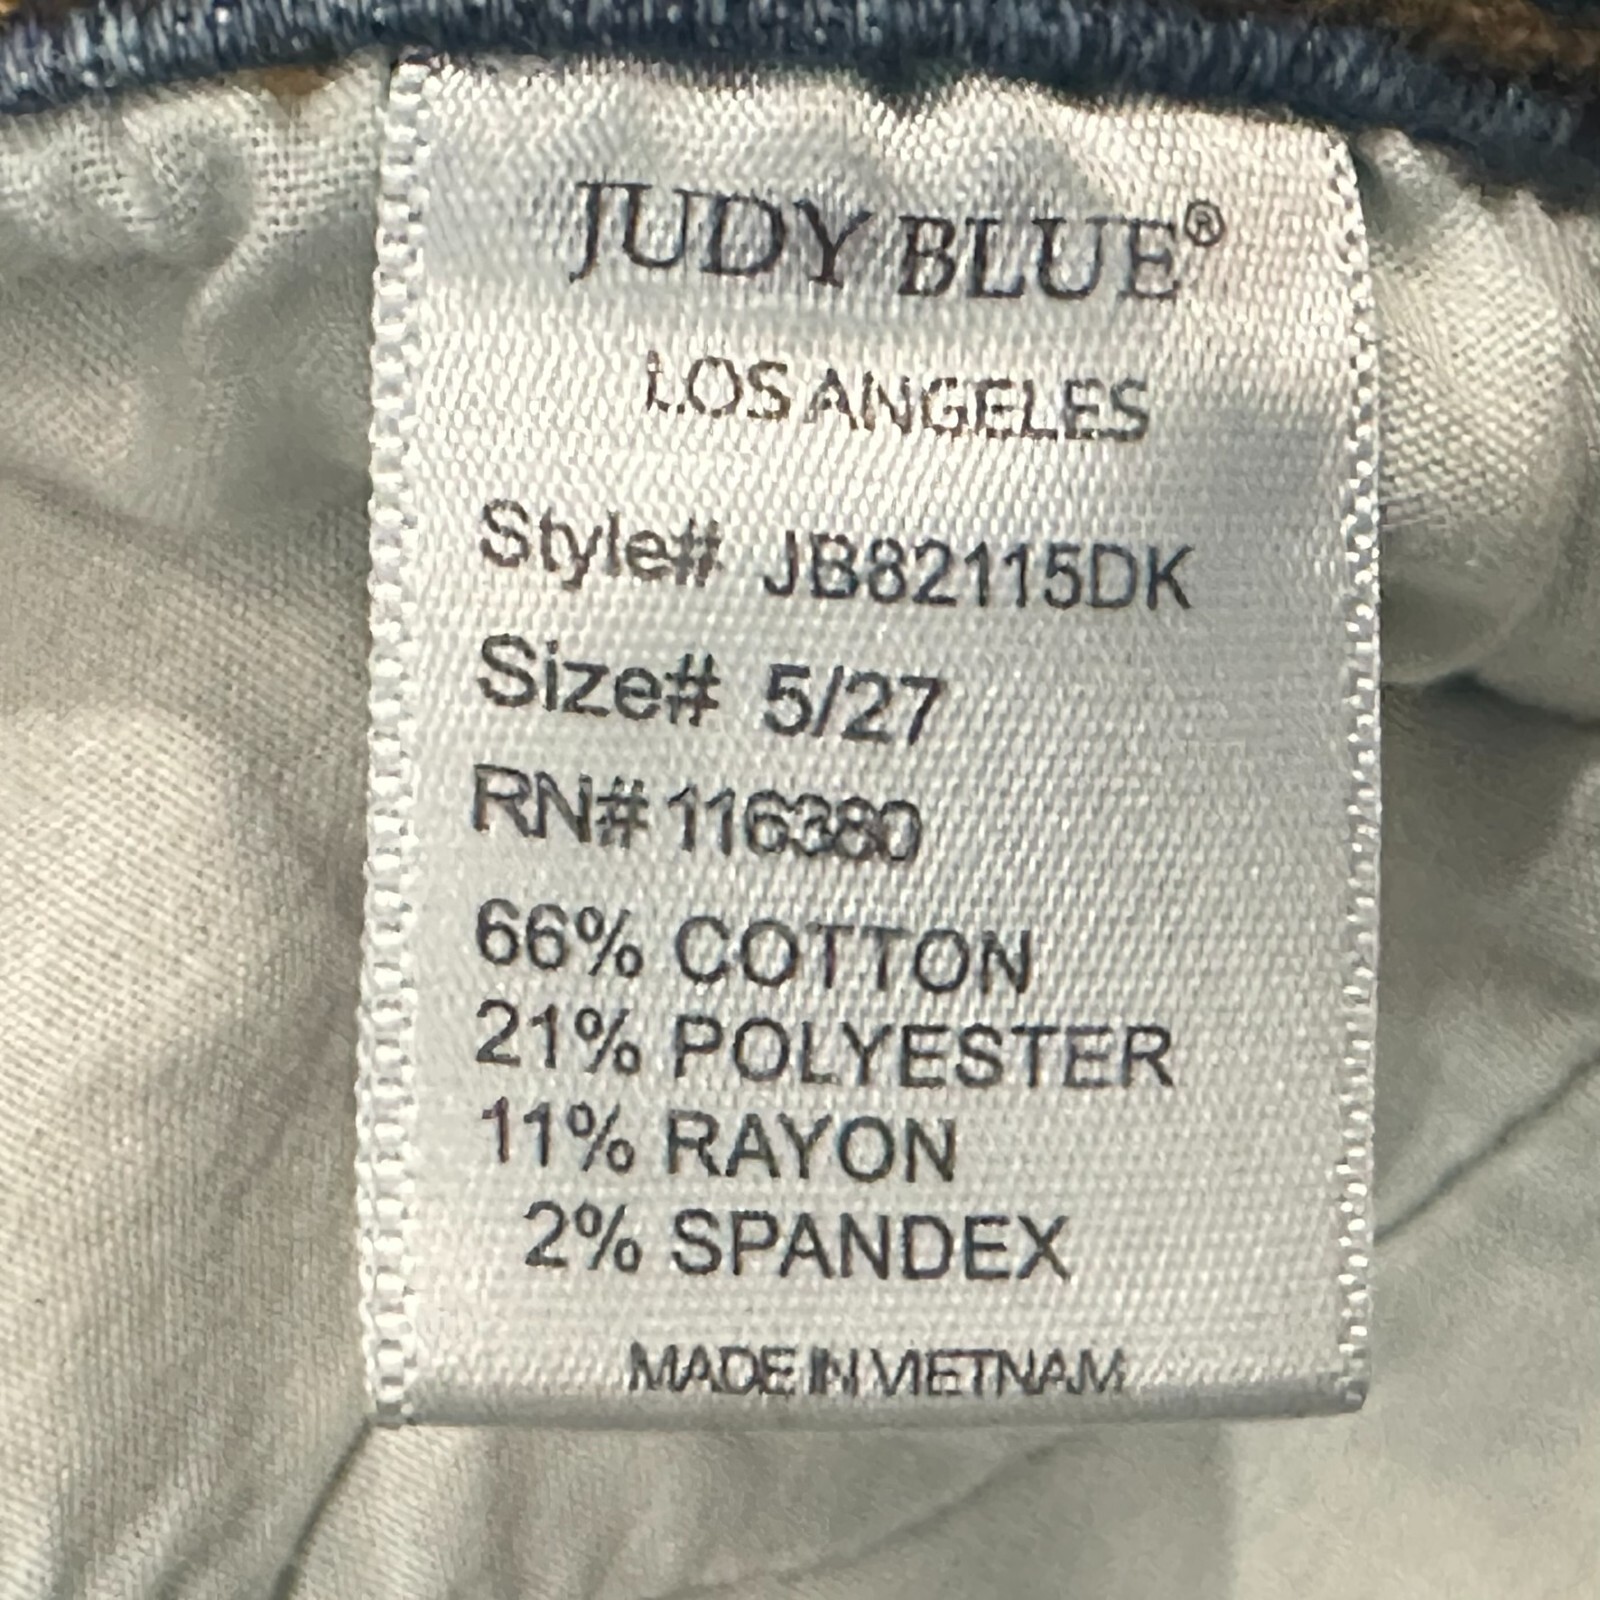 JUDY BLUE®
LOS ANGELES
Style# JB82115DK
Size# 5/27
RN# 116380
66% COTTON
21% POLYESTER
11% RAYON
2% SPANDEX
MADE IN VIETNAM